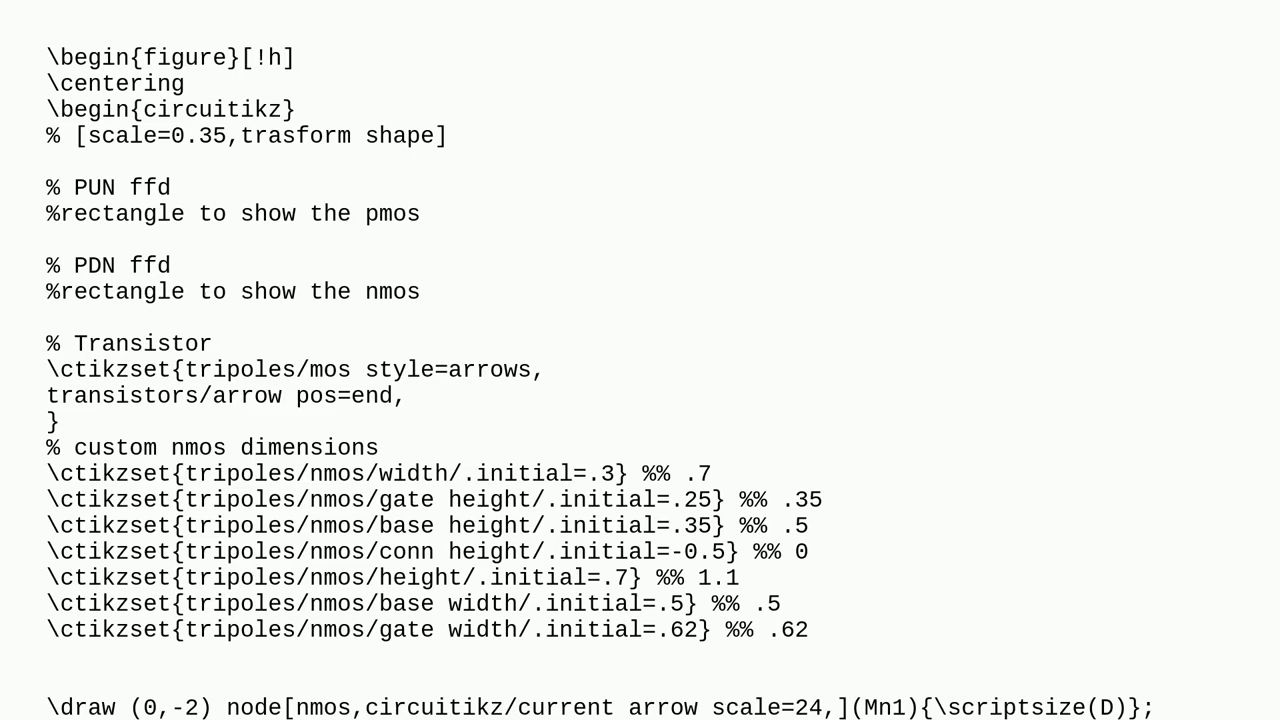 \begin{figure}[!h]
\centering
\begin{circuitikz}
% [scale=0.35,trasform shape]
% PUN ffd
%rectangle to show the pmos
% PDN ffd
%rectangle to show the nmos
% Transistor
\ctikzset{tripoles/mos style=arrows,
transistors/arrow pos=end,
}
% custom nmos dimensions
\ctikzset{tripoles/nmos/width/.initial=.3} %% .7
\ctikzset{tripoles/nmos/gate height/.initial=.25} %% .35
\ctikzset{tripoles/nmos/base height/.initial=.35} %% .5
\ctikzset{tripoles/nmos/conn height/.initial=-0.5} %% 0
\ctikzset{tripoles/nmos/height/.initial=.7} %% 1.1
\ctikzset{tripoles/nmos/base width/.initial=.5} %% .5
\ctikzset{tripoles/nmos/gate width/.initial=.62} %% .62
\draw (0,-2) node[nmos,circuitikz/current arrow scale=24,](Mn1){\scriptsize(D)};